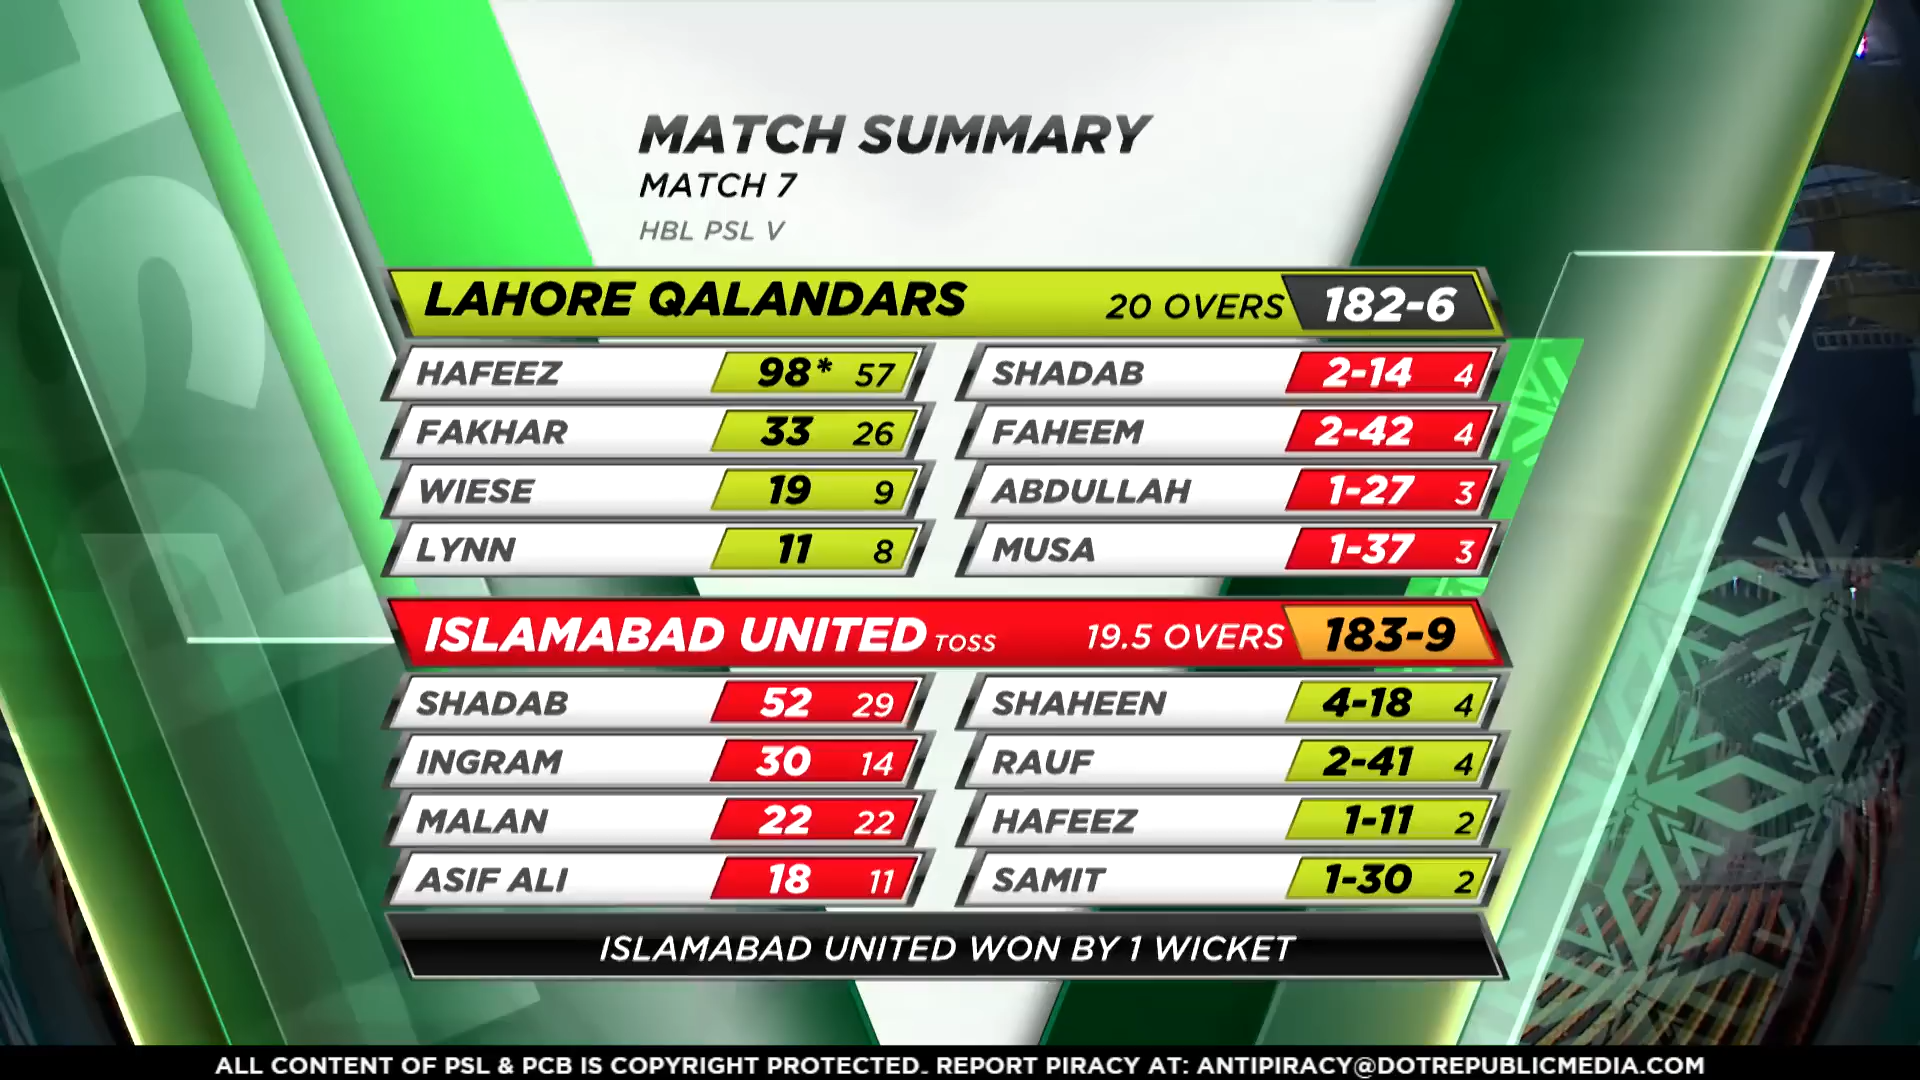 MATCH SUMMARY
MATCH 7
HBL PSL V
LAHORE QALANDARS 20 OVERS 182-6
HAFEEZ 98* 57 SHADAB 2-14 4
FAKHAR 33 26 FAHEEM 2-42 4
WIESE 19 9 ABDULLAH 1-27 3
LYNN 11 8 MUSA 1-37 3
ISLAMABAD UNITED TOSS 19.5 OVERS 183-9
SHADAB 52 29 SHAHEEN 4-18 4
INGRAM 30 14 RAUF 2-41 4
MALAN 22 22 HAFEEZ 1-11 2
ASIF ALI 18 11 SAMIT 1-30 2
ISLAMABAD UNITED WON BY 1 WICKET
ALL CONTENT OF PSL & PCB IS COPYRIGHT PROTECTED. REPORT PIRACY AT: ANTIPIRACY@DOTREPUBLICMEDIA.COM